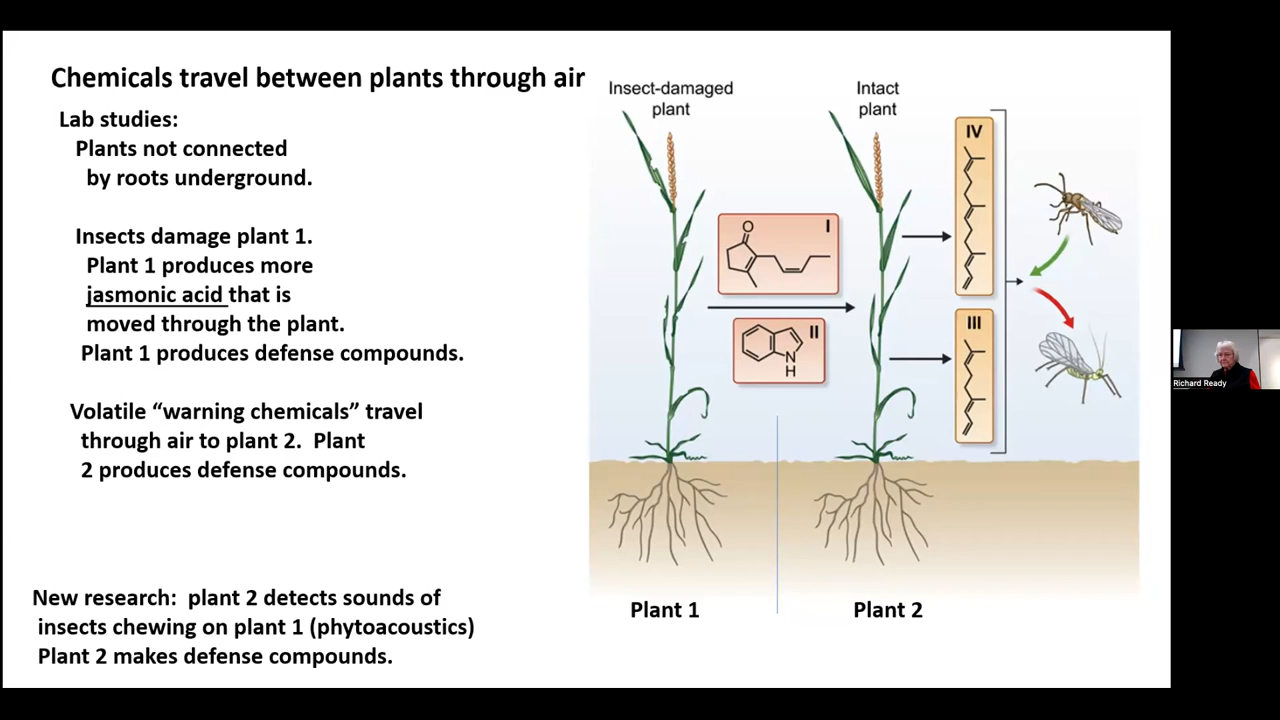 Chemicals travel between plants through air
Lab studies:
Plants not connected
by roots underground.
Insects damage plant 1.
Plant 1 produces more
jasmonic acid that is
moved through the plant.
Plant 1 produces defense compounds.
Volatile “warning chemicals” travel
through air to plant 2. Plant
2 produces defense compounds.
New research: plant 2 detects sounds of
insects chewing on plant 1 (phytoacoustics)
Plant 2 makes defense compounds.
Insect-damaged
plant
Intact
plant
I
O
II
N
H
IV
III
Plant 1
Plant 2
Richard Ready